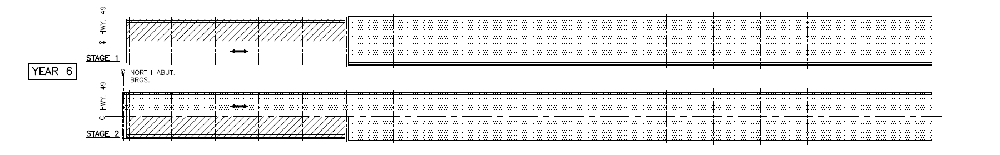 ℄ HWY. 49
STAGE 1
YEAR 6
℄ NORTH ABUT.
BRGS.
℄ HWY. 49
STAGE 2